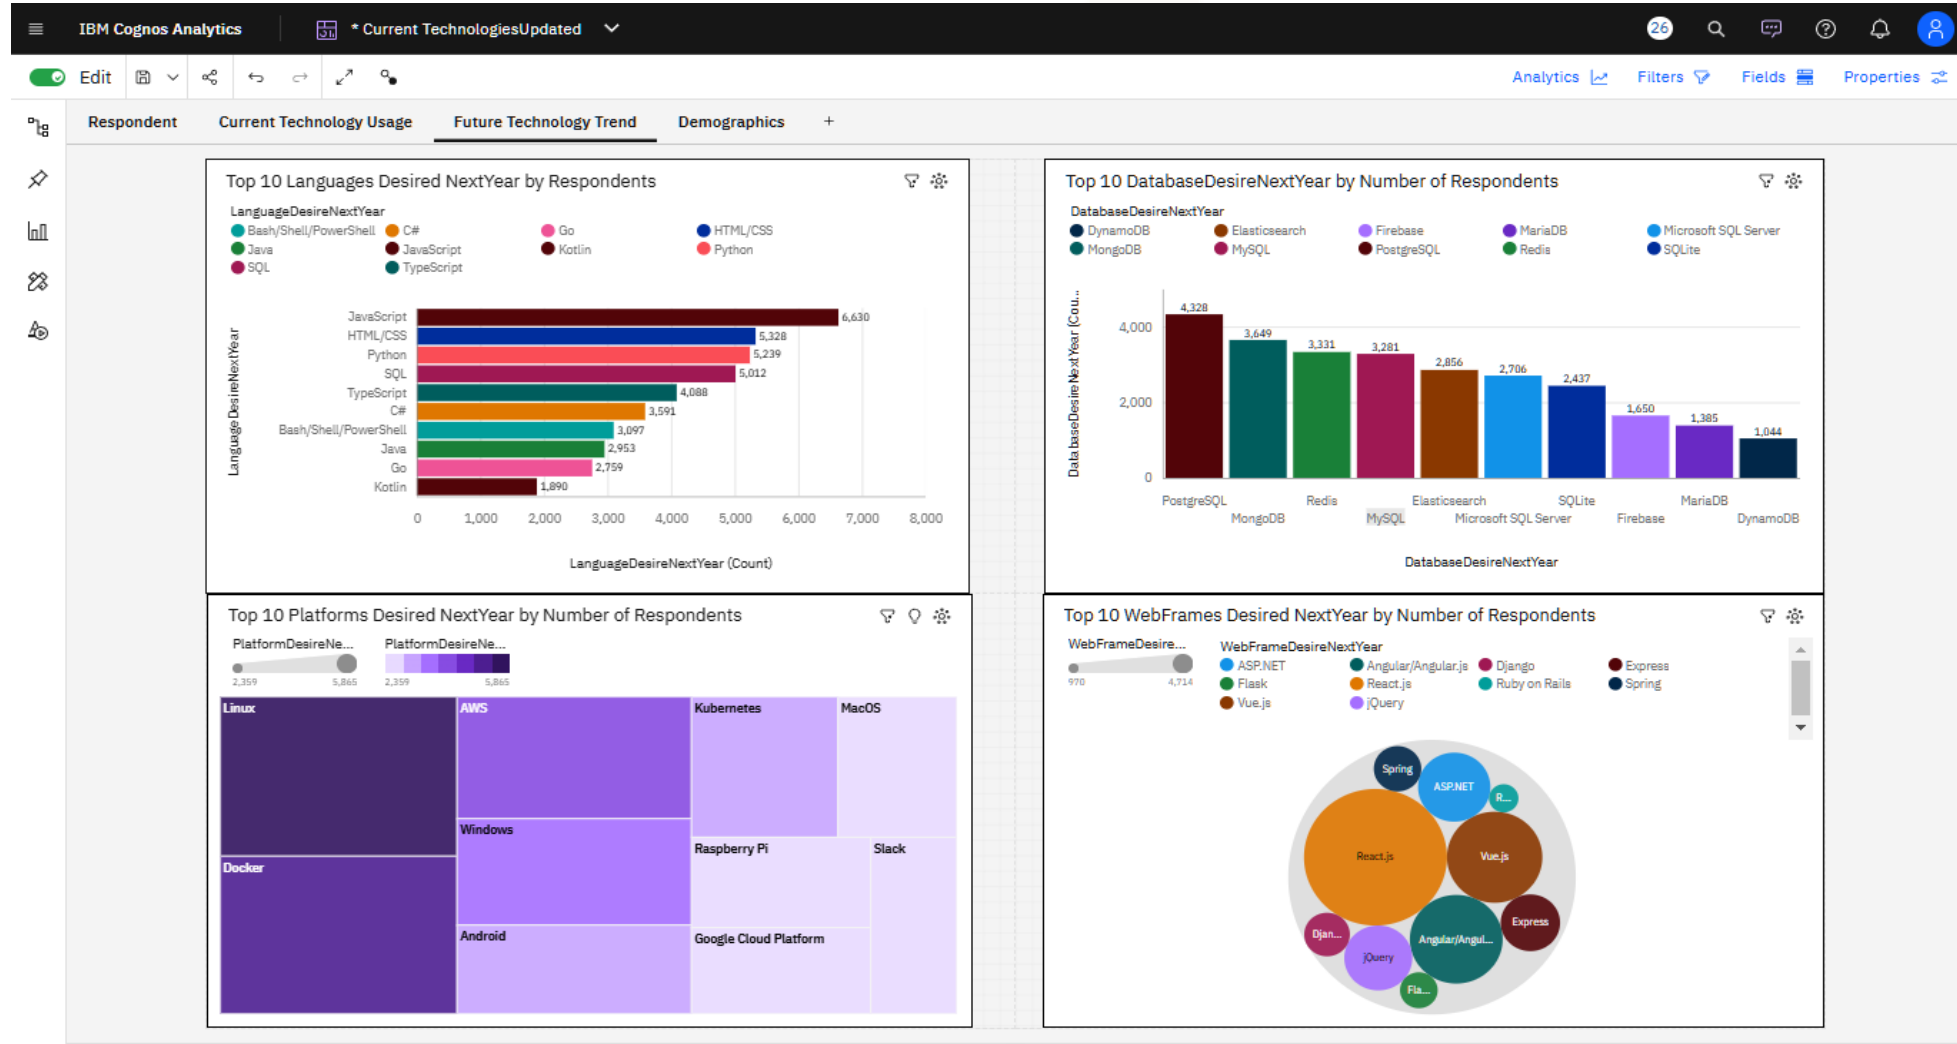 IBM Cognos Analytics
* Current TechnologiesUpdated
26
Edit
Analytics
Filters
Fields
Properties
Respondent
Current Technology Usage
Future Technology Trend
Demographics
+
Top 10 Languages Desired NextYear by Respondents
LanguageDesireNextYear
Bash/Shell/PowerShell C# Go HTML/CSS
Java JavaScript Kotlin Python
SQL TypeScript
LanguageDesireNextYear
JavaScript 6,630
HTML/CSS 5,328
Python 5,239
SQL 5,012
TypeScript 4,088
C# 3,591
Bash/Shell/PowerShell 3,097
Java 2,953
Go 2,759
Kotlin 1,890
0 1,000 2,000 3,000 4,000 5,000 6,000 7,000 8,000
LanguageDesireNextYear (Count)
Top 10 DatabaseDesireNextYear by Number of Respondents
DatabaseDesireNextYear
DynamoDB Elasticsearch Firebase MariaDB Microsoft SQL Server
MongoDB MySQL PostgreSQL Redis SQLite
DatabaseDesireNextYear (Cou...
4,000
2,000
0
4,328
3,649
3,331
3,281
2,856
2,706
2,437
1,650
1,385
1,044
PostgreSQL Redis Elasticsearch SQLite MariaDB
MongoDB MySQL Microsoft SQL Server Firebase DynamoDB
DatabaseDesireNextYear
Top 10 Platforms Desired NextYear by Number of Respondents
PlatformDesireNe... PlatformDesireNe...
2,359 5,865 2,359 5,865
Linux
AWS
Kubernetes
MacOS
Windows
Raspberry Pi
Slack
Docker
Android
Google Cloud Platform
Top 10 WebFrames Desired NextYear by Number of Respondents
WebFrameDesire...
970 4,714
WebFrameDesireNextYear
ASP.NET Angular/Angular.js Django Express
Flask React.js Ruby on Rails Spring
Vue.js jQuery
Spring
ASP.NET
R...
React.js
Vue.js
Express
Djan...
Angular/Angul...
jQuery
Fla...